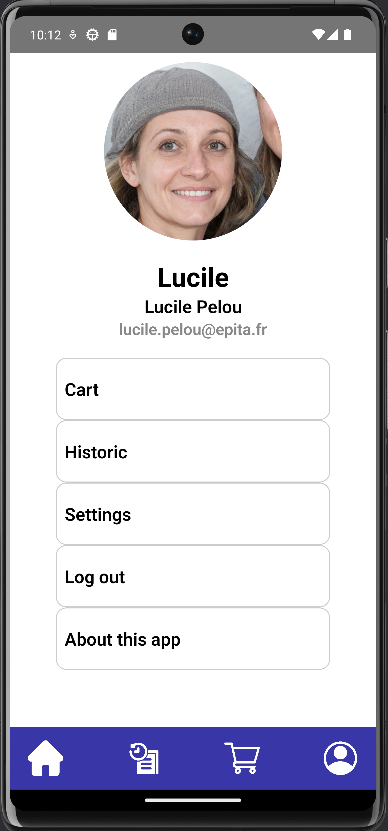 10:12
Lucile
Lucile Pelou
lucile.pelou@epita.fr
Cart
Historic
Settings
Log out
About this app